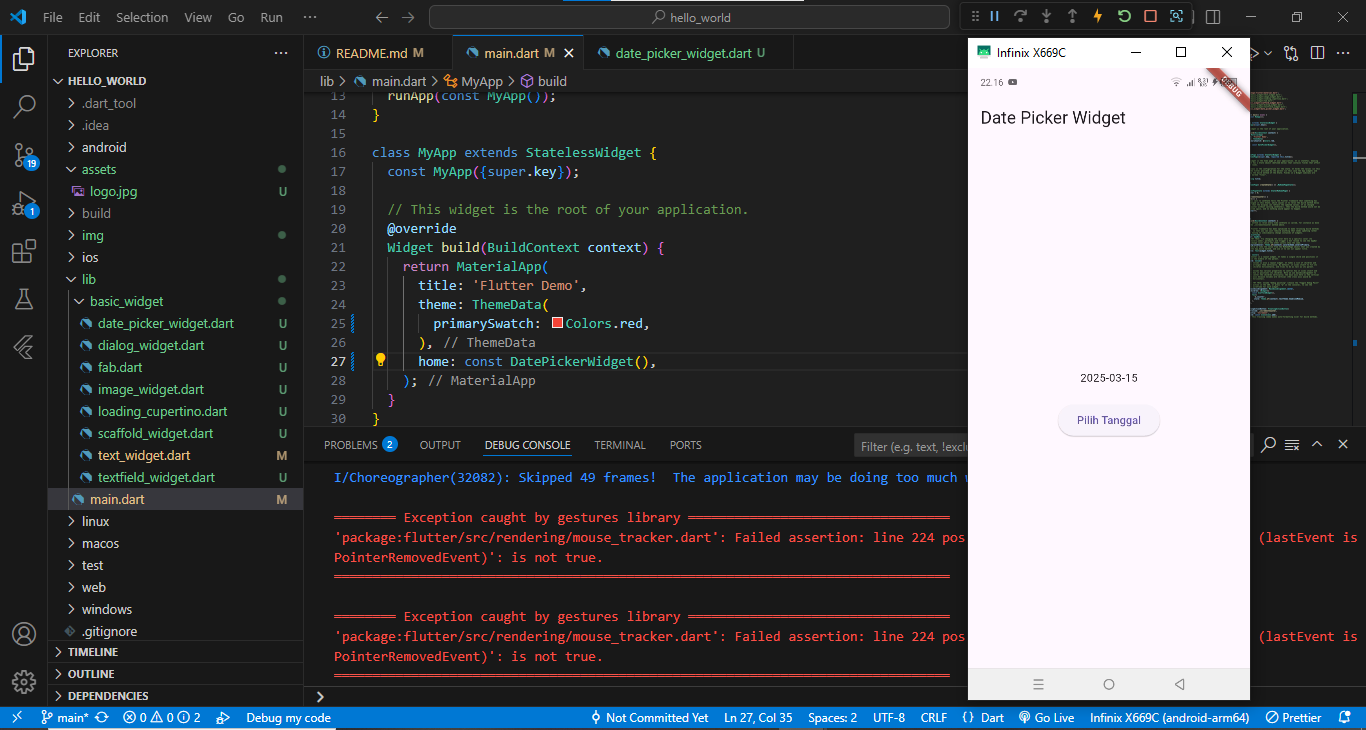 File Edit Selection View Go Run ··· hello_world
EXPLORER
HELLO_WORLD
.dart_tool
.idea
android
assets
logo.jpg U
build
img
ios
lib
basic_widget
date_picker_widget.dart U
dialog_widget.dart U
fab.dart U
image_widget.dart U
loading_cupertino.dart U
scaffold_widget.dart U
text_widget.dart M
textfield_widget.dart U
main.dart M
linux
macos
test
web
windows
.gitignore
TIMELINE
OUTLINE
DEPENDENCIES
19
1
README.md M main.dart M date_picker_widget.dart U
lib > main.dart > MyApp > build
13 runApp(const MyApp());
14 }
15
16 class MyApp extends StatelessWidget {
17 const MyApp({super.key});
18
19 // This widget is the root of your application.
20 @override
21 Widget build(BuildContext context) {
22 return MaterialApp(
23 title: 'Flutter Demo',
24 theme: ThemeData(
25 primarySwatch: Colors.red,
26 ), // ThemeData
27 home: const DatePickerWidget(),
28 ); // MaterialApp
29 }
30 }
PROBLEMS 2 OUTPUT DEBUG CONSOLE TERMINAL PORTS Filter (e.g. text, !exclu
I/Choreographer(32082): Skipped 49 frames!  The application may be doing too much
════════ Exception caught by gestures library ═════════════════════════════════
'package:flutter/src/rendering/mouse_tracker.dart': Failed assertion: line 224 pos (lastEvent is
PointerRemovedEvent)': is not true.
════════════════════════════════════════════════════════════════════════════════
════════ Exception caught by gestures library ═════════════════════════════════
'package:flutter/src/rendering/mouse_tracker.dart': Failed assertion: line 224 pos (lastEvent is
PointerRemovedEvent)': is not true.
════════════════════════════════════════════════════════════════════════════════
Infinix X669C
22.16
Date Picker Widget
2025-03-15
Pilih Tanggal
main* 0 0 2 Debug my code Not Committed Yet Ln 27, Col 35 Spaces: 2 UTF-8 CRLF {} Dart Go Live Infinix X669C (android-arm64) Prettier